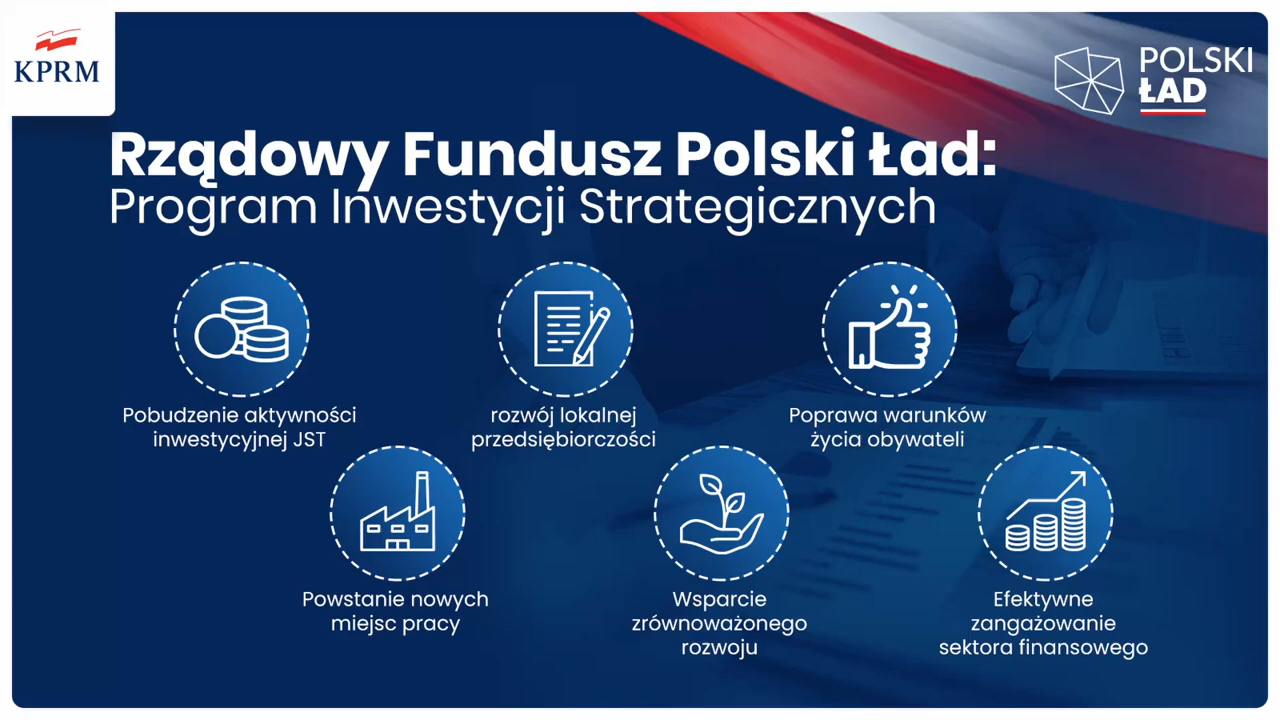 KPRM
POLSKI
ŁAD
Rządowy Fundusz Polski Ład:
Program Inwestycji Strategicznych
Pobudzenie aktywności
inwestycyjnej JST
rozwój lokalnej
przedsiębiorczości
Poprawa warunków
życia obywateli
Powstanie nowych
miejsc pracy
Wsparcie
zrównoważonego
rozwoju
Efektywne
zangażowanie
sektora finansowego